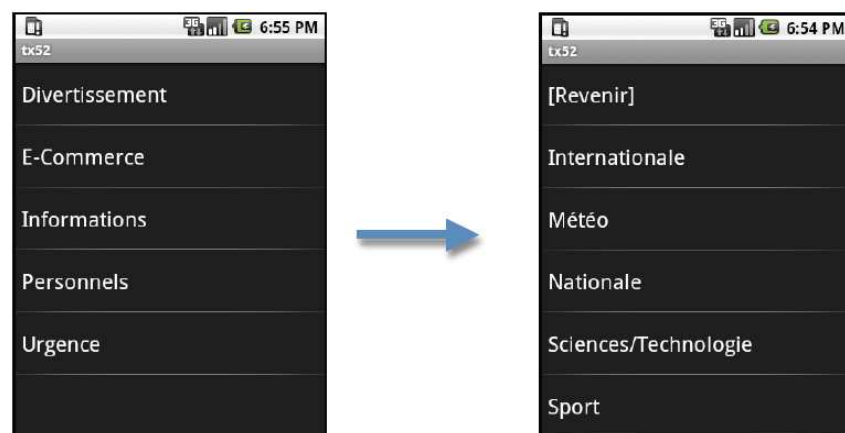 6:55 PM
tx52
Divertissement
E-Commerce
Informations
Personnels
Urgence
3G 6:54 PM
tx52
[Revenir]
Internationale
Météo
Nationale
Sciences/Technologie
Sport